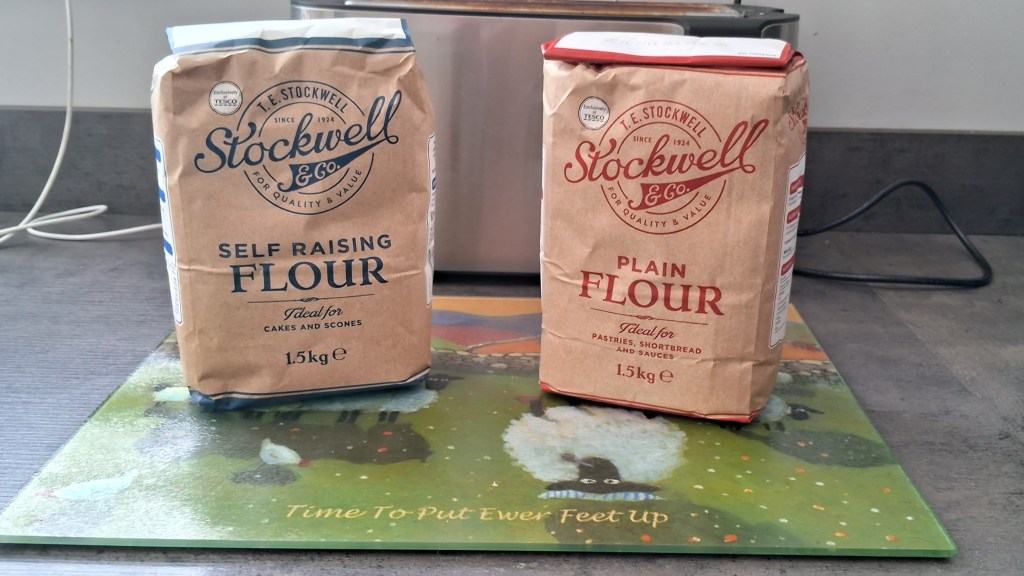 Exclusively
at
TESCO
T.E. STOCKWELL
SINCE 1924
Stockwell
& Co.
FOR QUALITY & VALUE
SELF RAISING
FLOUR
Ideal for
CAKES AND SCONES
1.5kg e
Exclusively
at
TESCO
T.E. STOCKWELL
SINCE 1924
Stockwell
& Co.
FOR QUALITY & VALUE
PLAIN
FLOUR
Ideal for
PASTRIES, SHORTBREAD
AND SAUCES
1.5kg e
Time To Put Ewer Feet Up